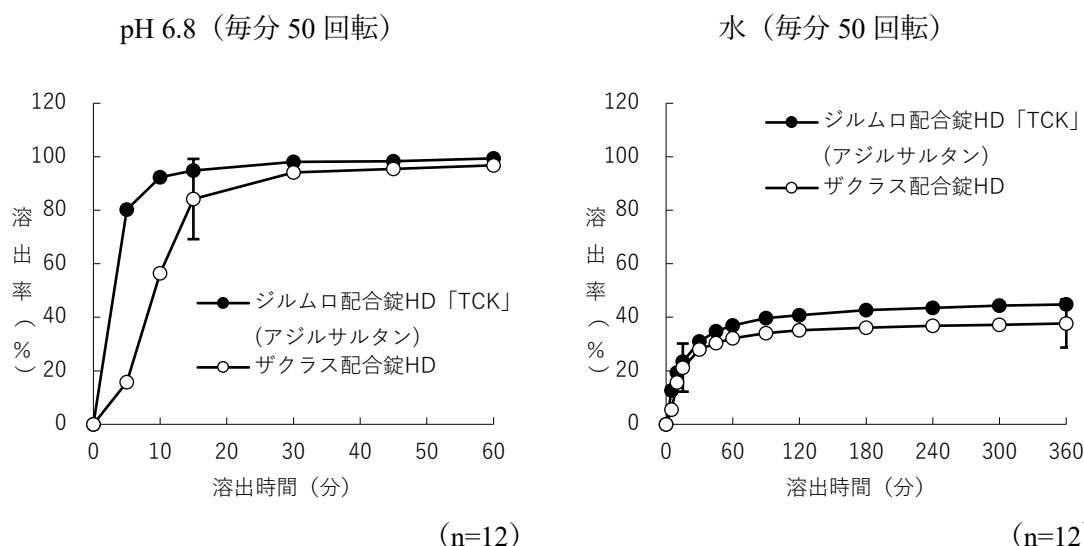 pH 6.8（毎分 50 回転）
120
100
80
60
40
20
0
溶出率(%)
0 10 20 30 40 50 60
溶出時間（分）
ジルムロ配合錠HD「TCK」
(アジルサルタン)
ザクラス配合錠HD
（n=12）
水（毎分 50 回転）
120
100
80
60
40
20
0
溶出率(%)
0 60 120 180 240 300 360
溶出時間（分）
ジルムロ配合錠HD「TCK」
(アジルサルタン)
ザクラス配合錠HD
（n=12）